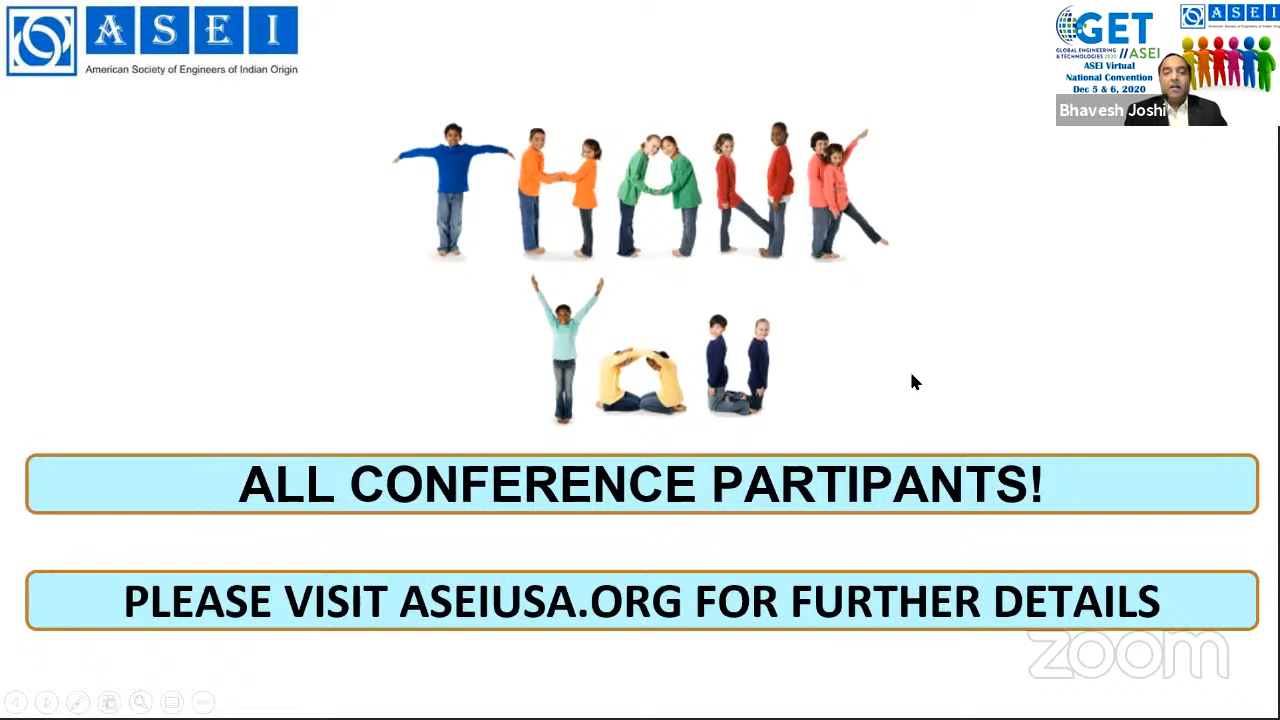 ASEI
American Society of Engineers of Indian Origin
GET
GLOBAL ENGINEERING
& TECHNOLOGIES 2020 // ASEI
ASEI Virtual
National Convention
Dec 5 & 6, 2020
ASEI
Bhavesh Joshi
THANK
YoU
ALL CONFERENCE PARTIPANTS!
PLEASE VISIT ASEIUSA.ORG FOR FURTHER DETAILS
zoom